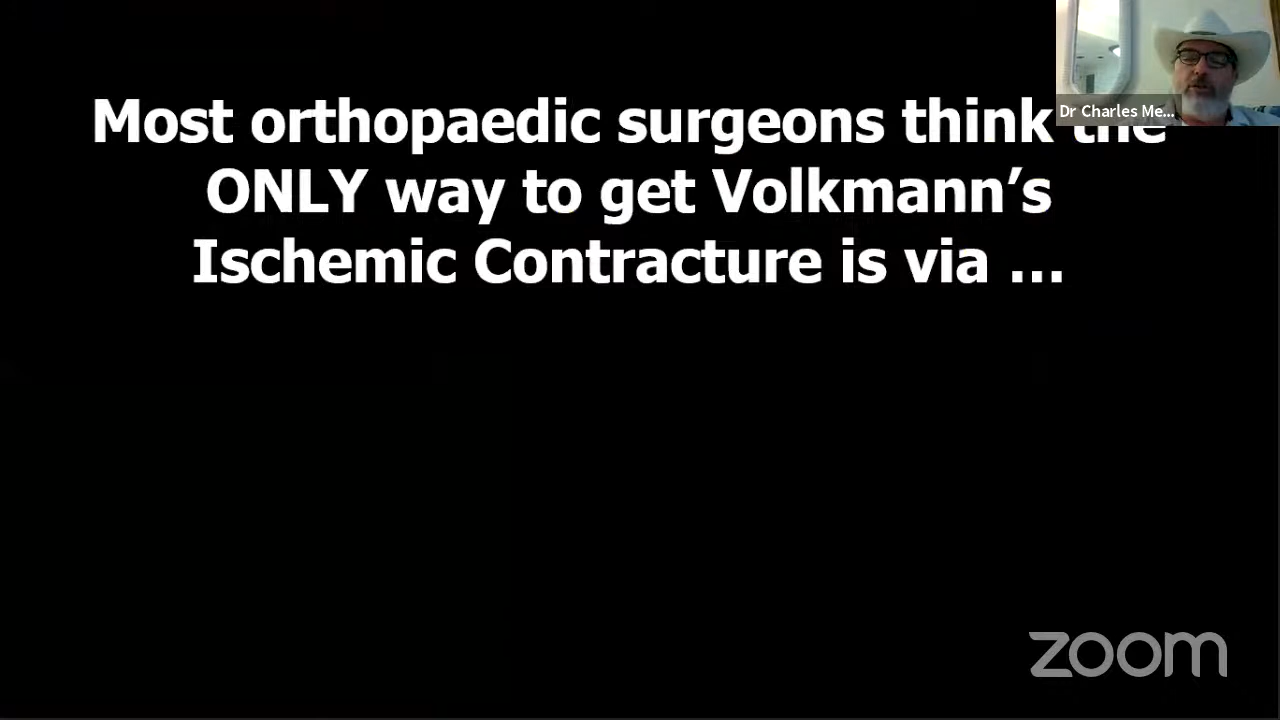 Most orthopaedic surgeons think the
ONLY way to get Volkmann’s
Ischemic Contracture is via …
Dr Charles Me...
zoom